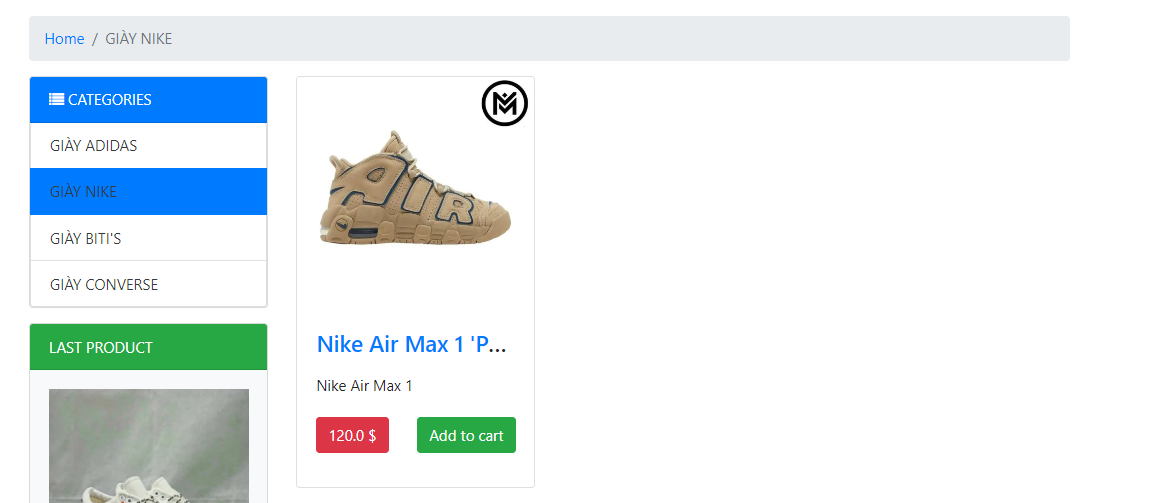 Home / GIÀY NIKE
CATEGORIES
GIÀY ADIDAS
GIÀY NIKE
GIÀY BITI'S
GIÀY CONVERSE
LAST PRODUCT
AIR
Nike Air Max 1 'P...
Nike Air Max 1
120.0 $
Add to cart